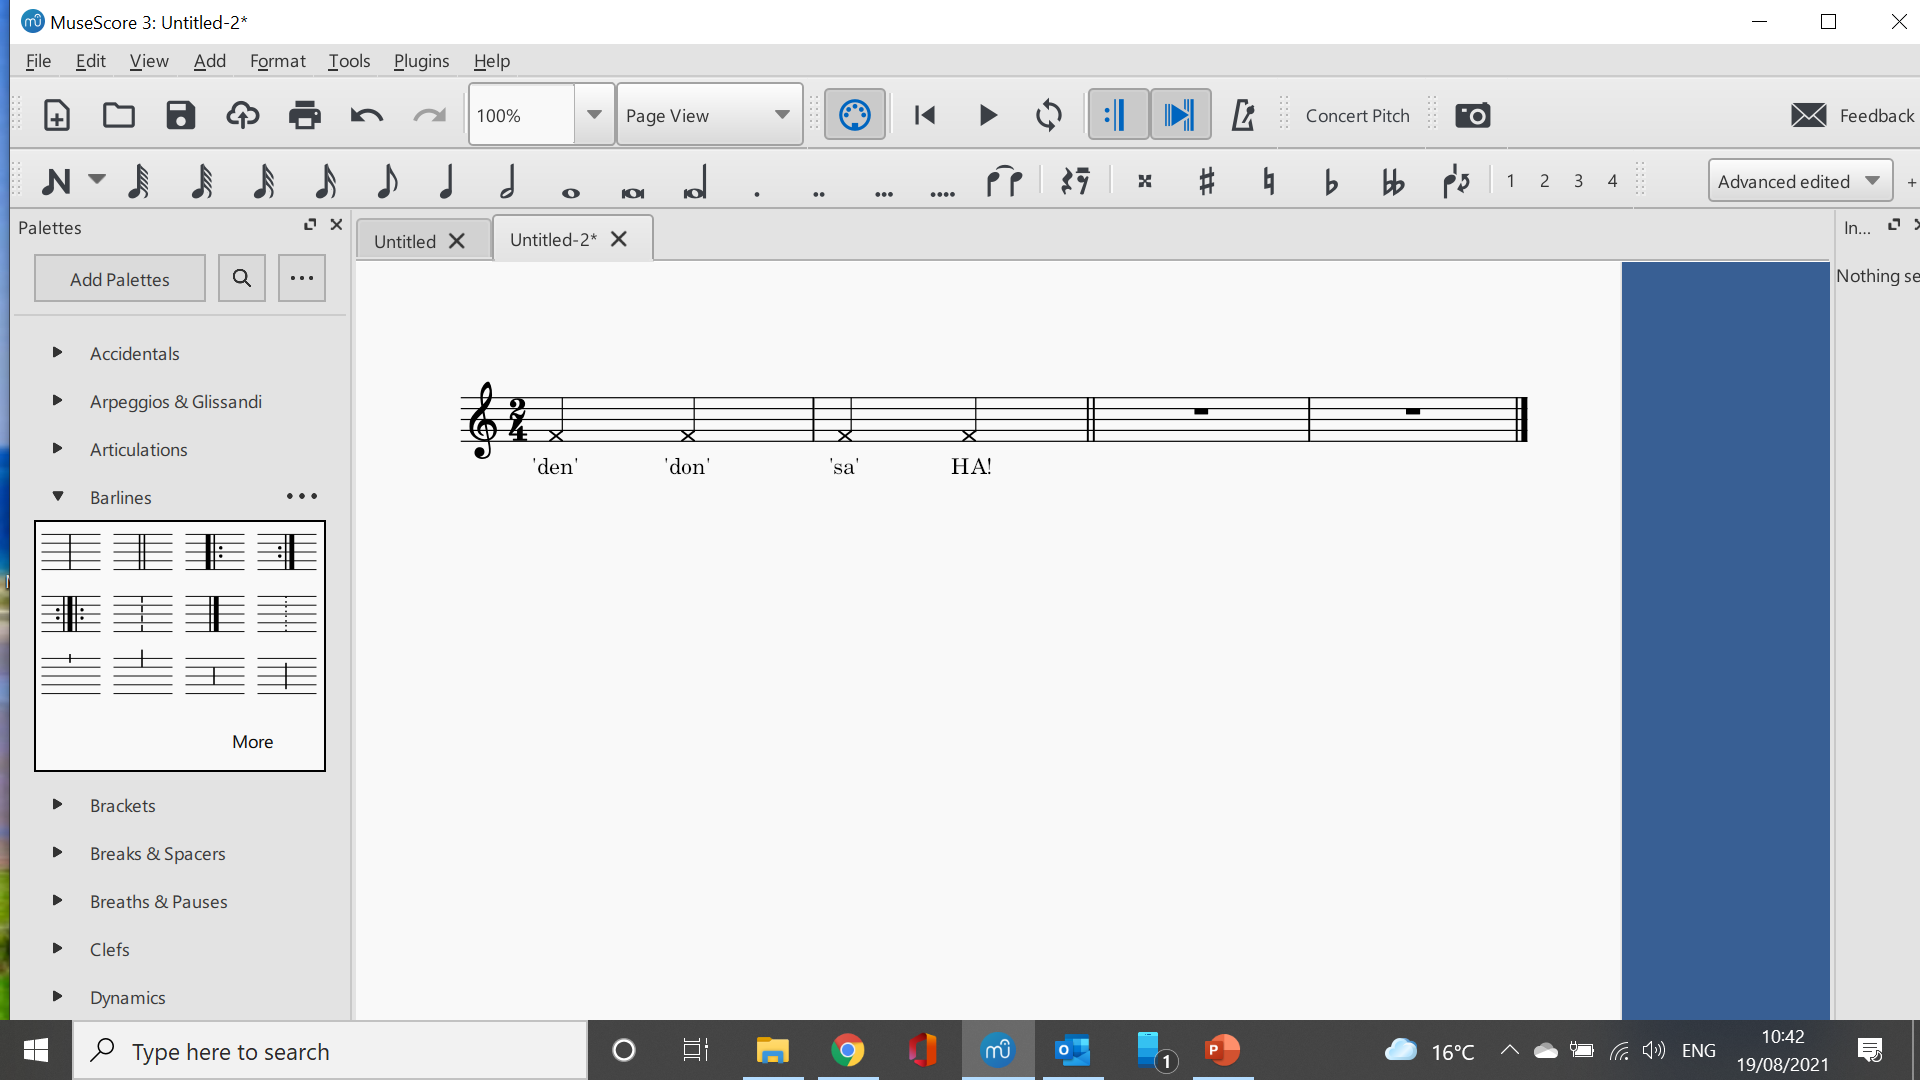 MuseScore 3: Untitled-2*
File Edit View Add Format Tools Plugins Help
100% Page View Concert Pitch Feedback
1 2 3 4 Advanced edited +
Palettes
Untitled Untitled-2* In...
Add Palettes ... Nothing se
Accidentals
Arpeggios & Glissandi
Articulations
Barlines ...
More
Brackets
Breaks & Spacers
Breaths & Pauses
Clefs
Dynamics
2
4
'den' 'don' 'sa' HA!
Type here to search
1
16°C ENG
10:42
19/08/2021